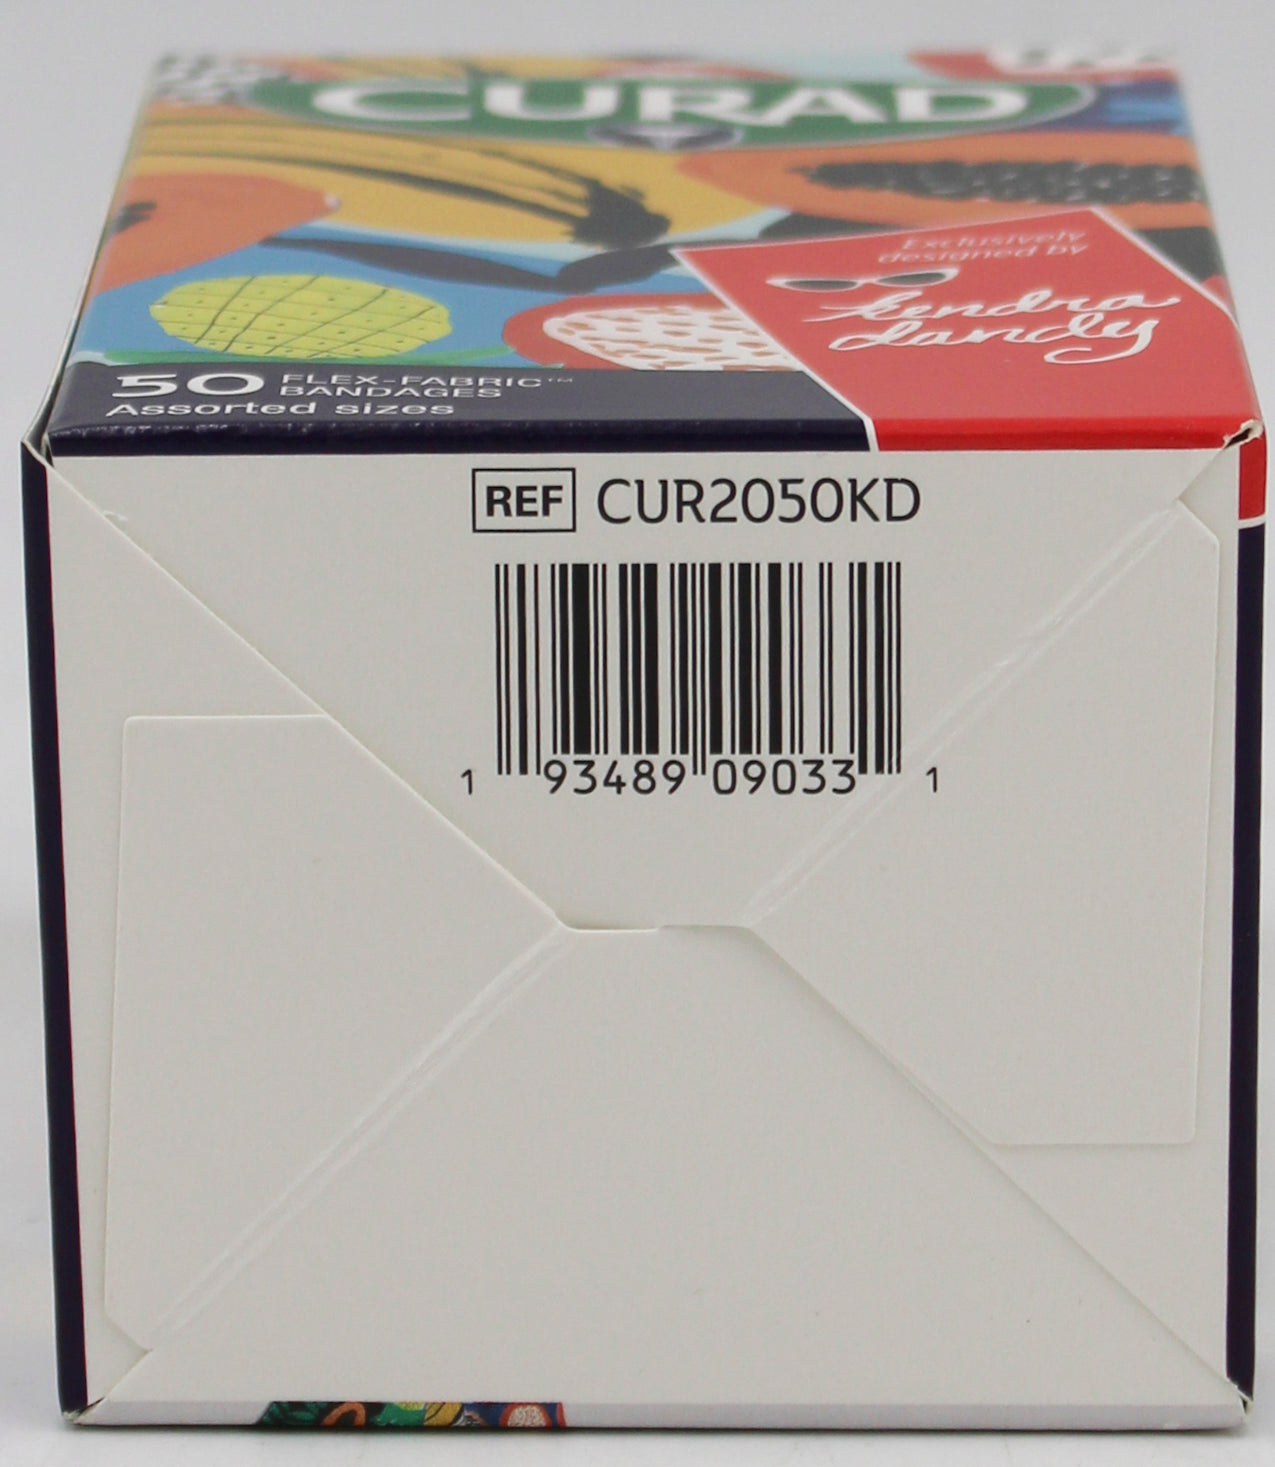 CURAD
Exclusively
designed by
kendra
dandy
50 FLEX-FABRIC™
BANDAGES
Assorted sizes
REF CUR2050KD
1 93489 09033 1